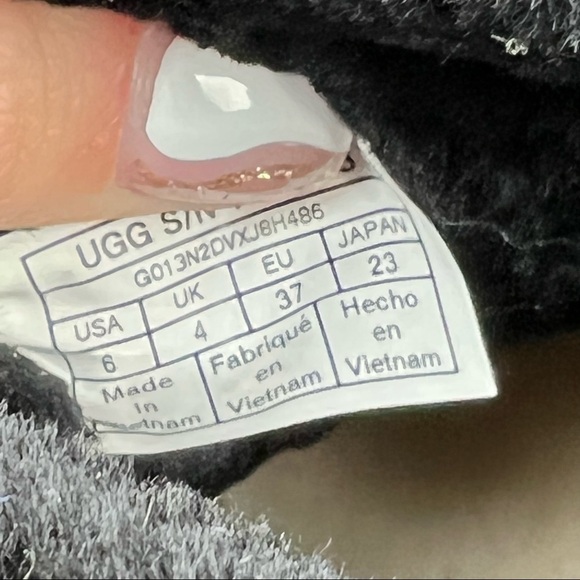 UGG S/N
G013N2DVXJ8H486
USA UK EU JAPAN
6 4 37 23
Made in
Fabriqué en Vietnam
Hecho en Vietnam